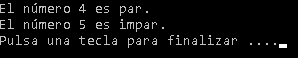 El número 4 es par.
El número 5 es impar.
Pulsa una tecla para finalizar ....